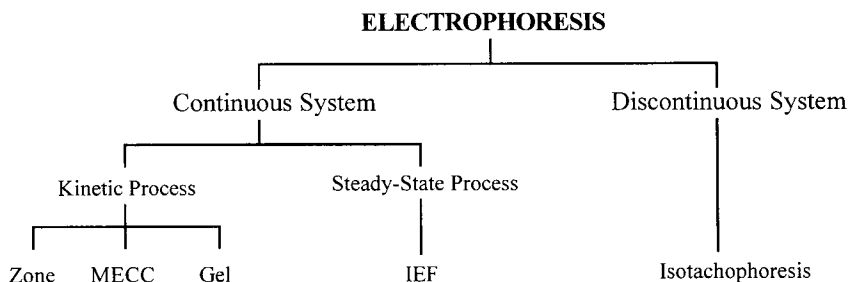 ELECTROPHORESIS
Continuous System
Discontinuous System
Kinetic Process
Steady-State Process
Zone MECC Gel IEF Isotachophoresis